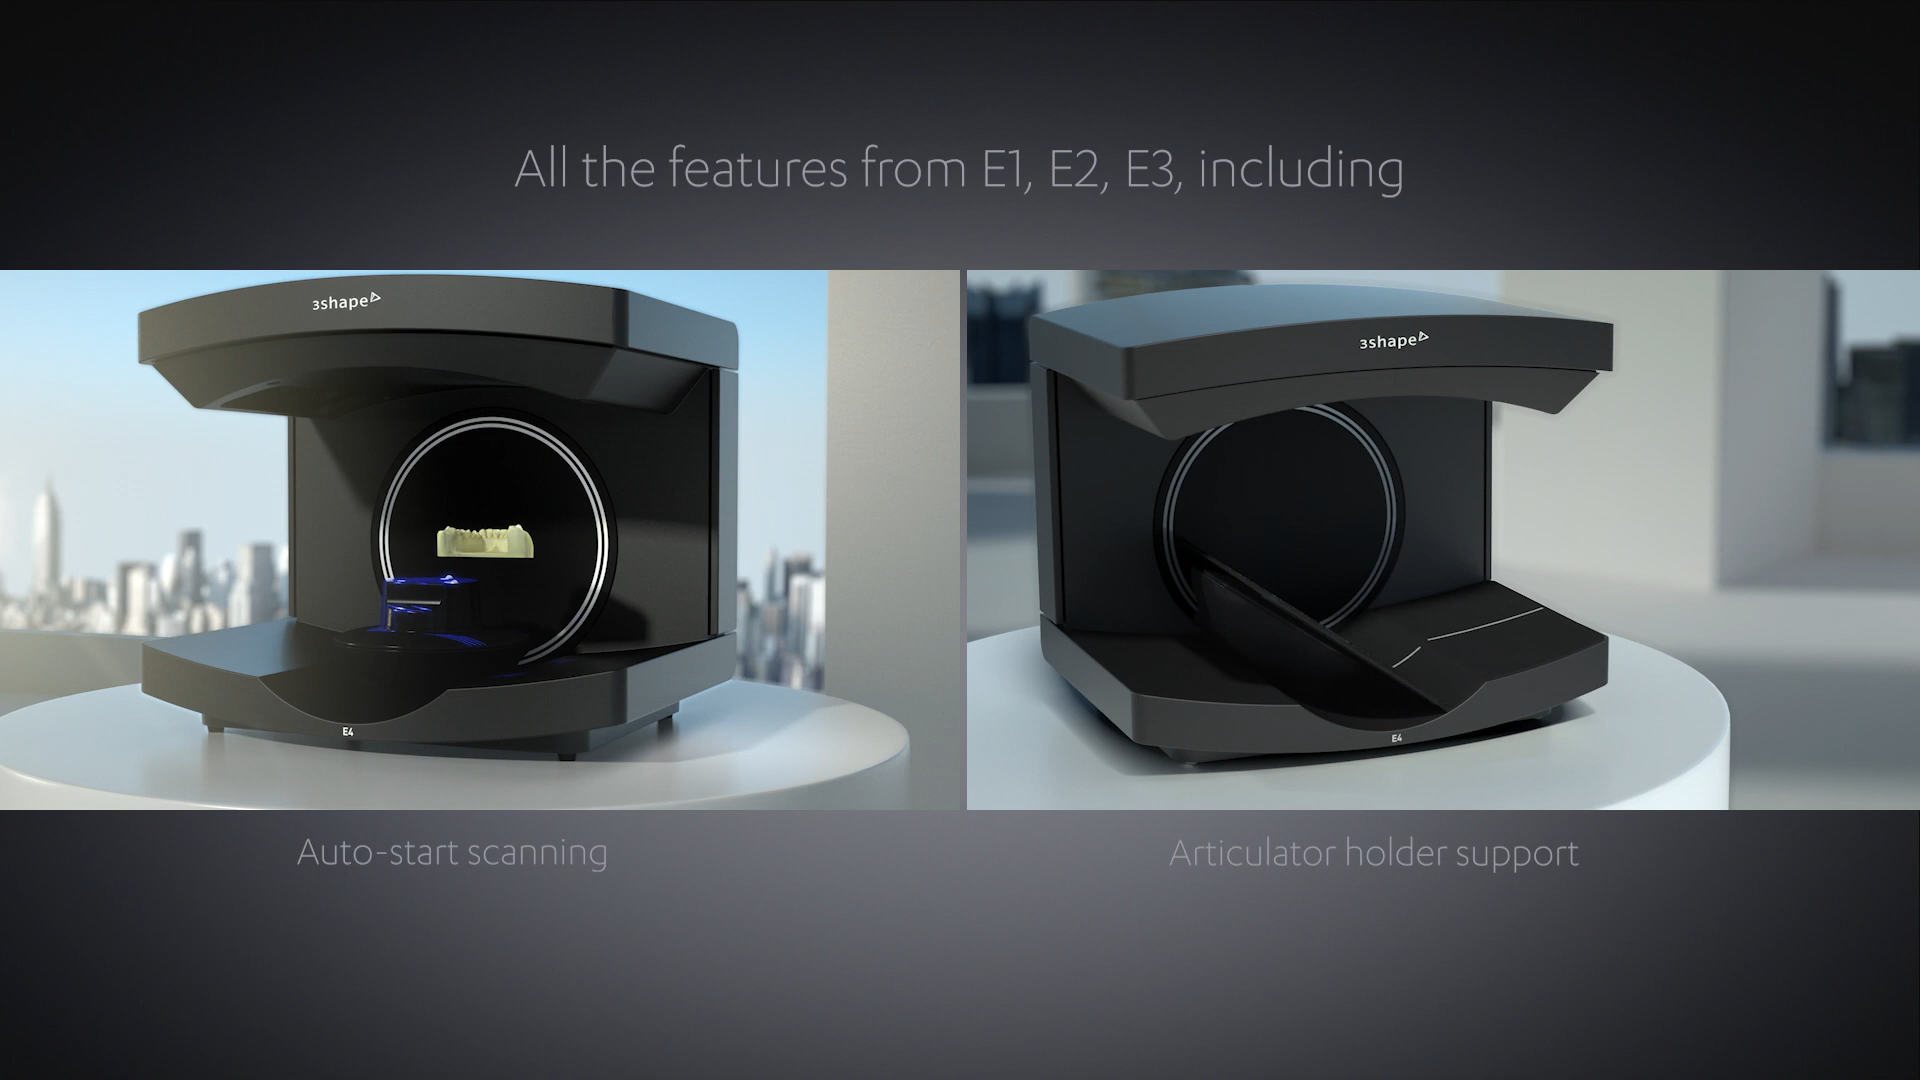 All the features from E1, E2, E3, including
3shape
3shape
E4
E4
Auto-start scanning
Articulator holder support